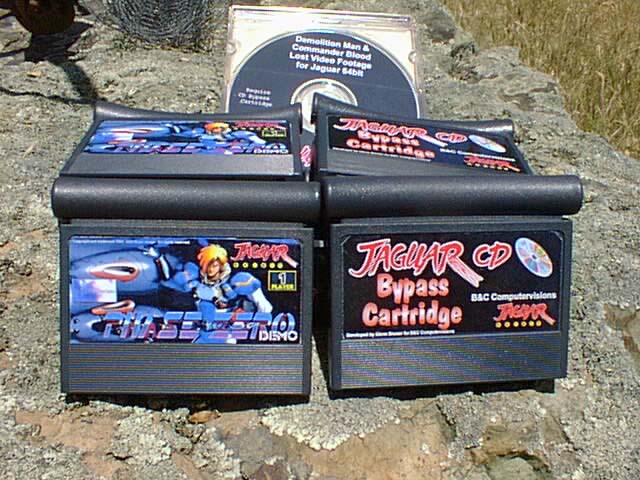 Demolition Man &
Commander Blood
Lost Video Footage
for Jaguar 64bit
Require
CD Bypass
Cartridge
DEMO
JAGUAR CD
Bypass
Cartridge
B&C Computervisions
JAGUAR
JAGUAR
1
PLAYER
PHASE ZERO
DEMO
JAGUAR CD
Bypass
Cartridge
B&C Computervisions
JAGUAR